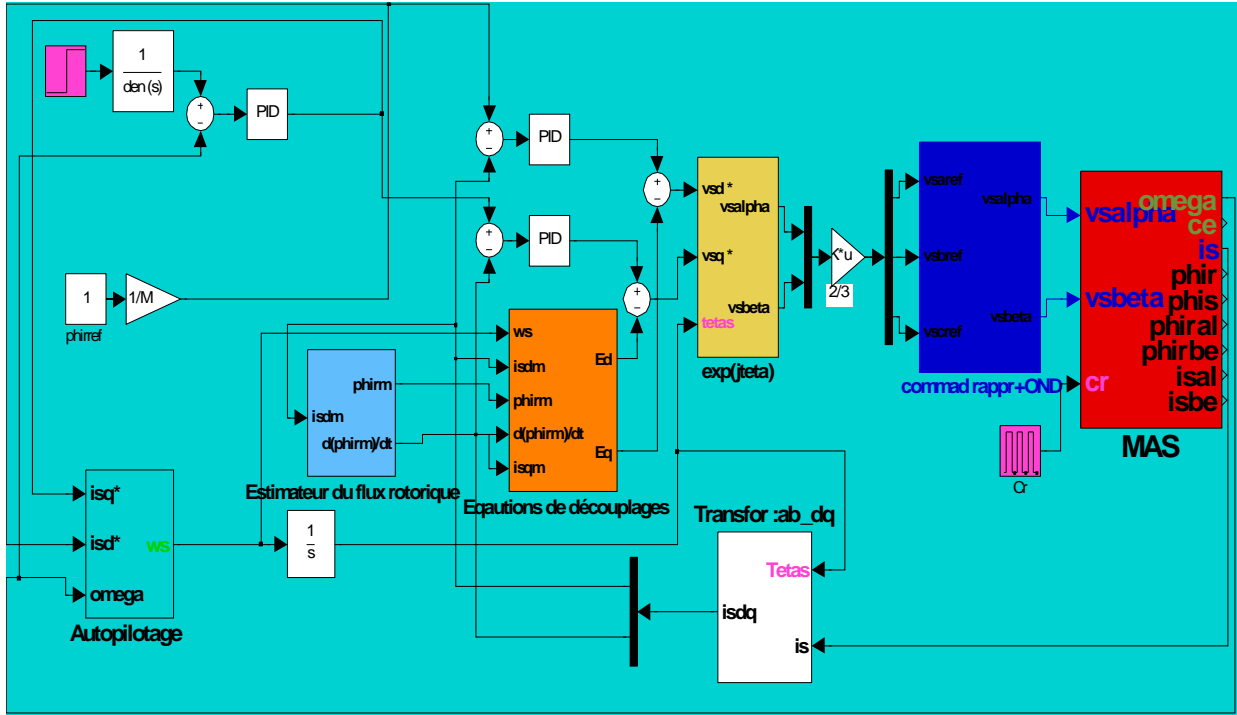 1
den(s)
+
−
PID
+
−
PID
+
−
+
−
PID
+
−
1
phirref
1/M
vsd *
vsalpha
vsq *
vsbeta
tetas
exp(jteta)
K*u
2/3
vsaref
vsalpha
vsbref
vsbeta
vscref
commad rappr+OND
vsalpha
omega
ce
is
vsbeta
phir
phis
phiral
phirbe
cr
isal
isbe
MAS
Cr
phirm
isdm
d(phirm)/dt
Estimateur du flux rotorique
ws
isdm
Ed
phirm
d(phirm)/dt
Eq
isqm
Eqautions de découplages
isq*
isd*
ws
omega
Autopilotage
1
s
Transfor :ab_dq
Tetas
isdq
is